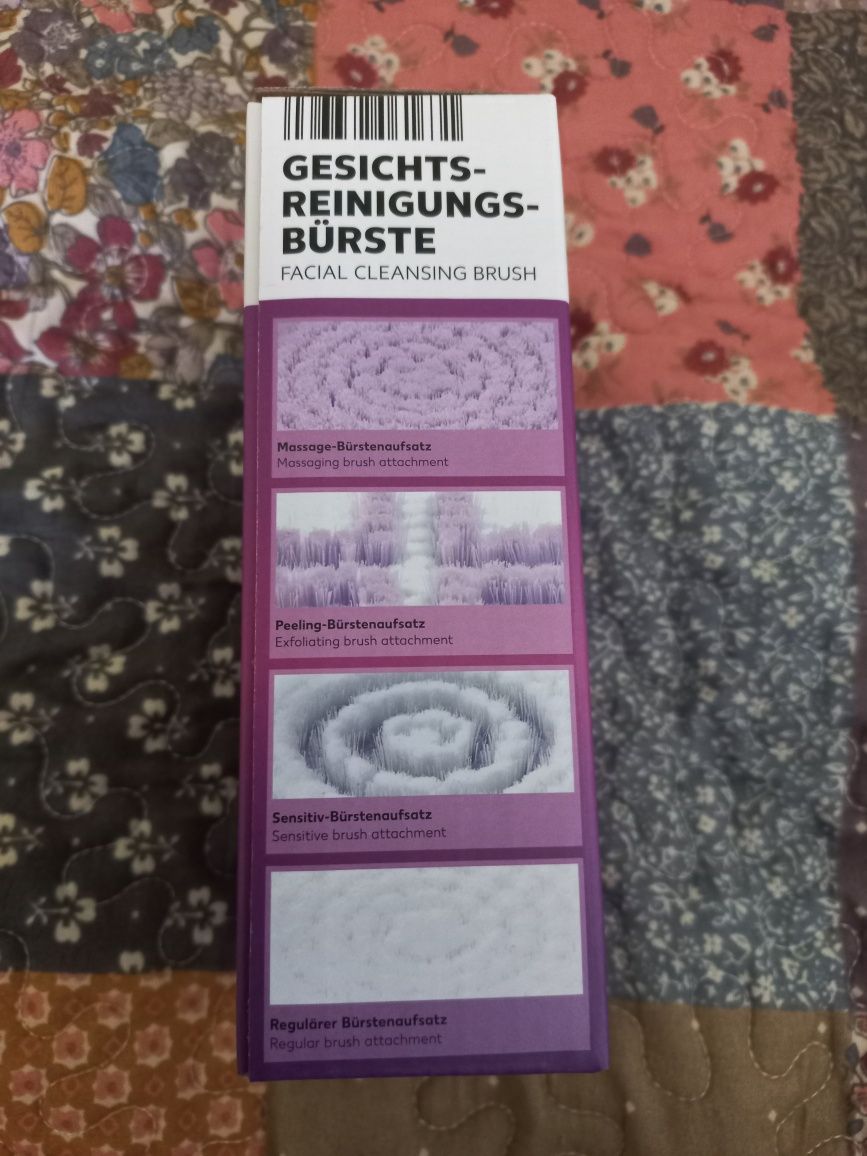 GESICHTS-
REINIGUNGS-
BÜRSTE
FACIAL CLEANSING BRUSH
Massage-Bürstenaufsatz
Massaging brush attachment
Peeling-Bürstenaufsatz
Exfoliating brush attachment
Sensitiv-Bürstenaufsatz
Sensitive brush attachment
Regulärer Bürstenaufsatz
Regular brush attachment